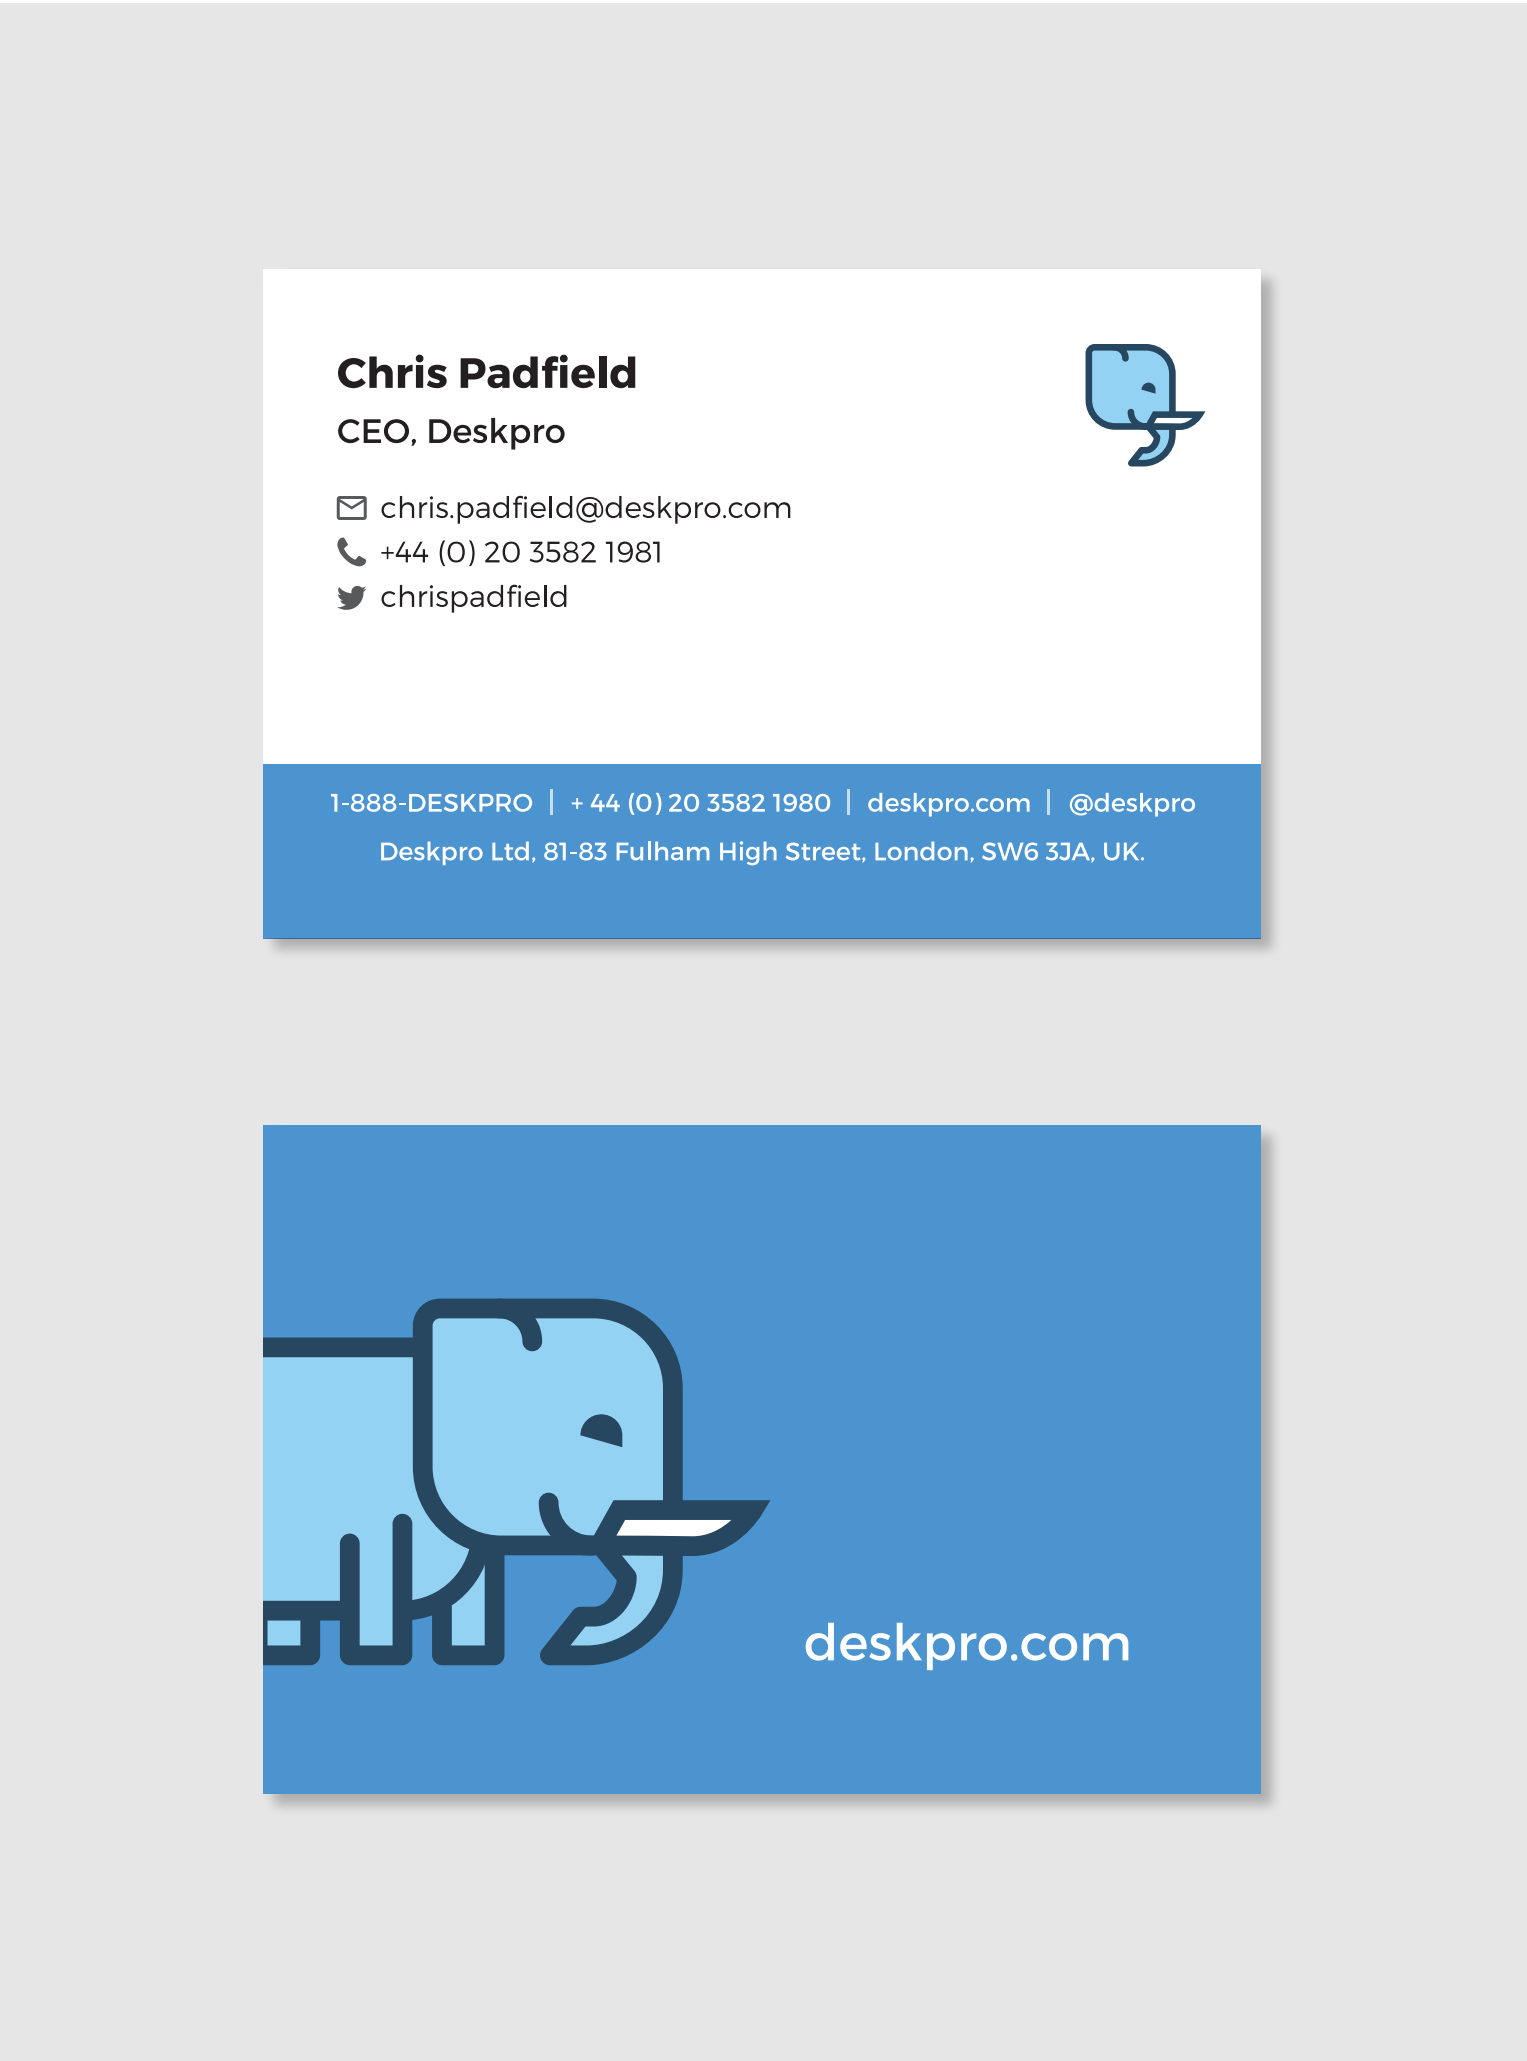 Chris Padfield
CEO, Deskpro
chris.padfield@deskpro.com
+44 (0) 20 3582 1981
chrispadfield
1-888-DESKPRO | + 44 (0) 20 3582 1980 | deskpro.com | @deskpro
Deskpro Ltd, 81-83 Fulham High Street, London, SW6 3JA, UK.
deskpro.com